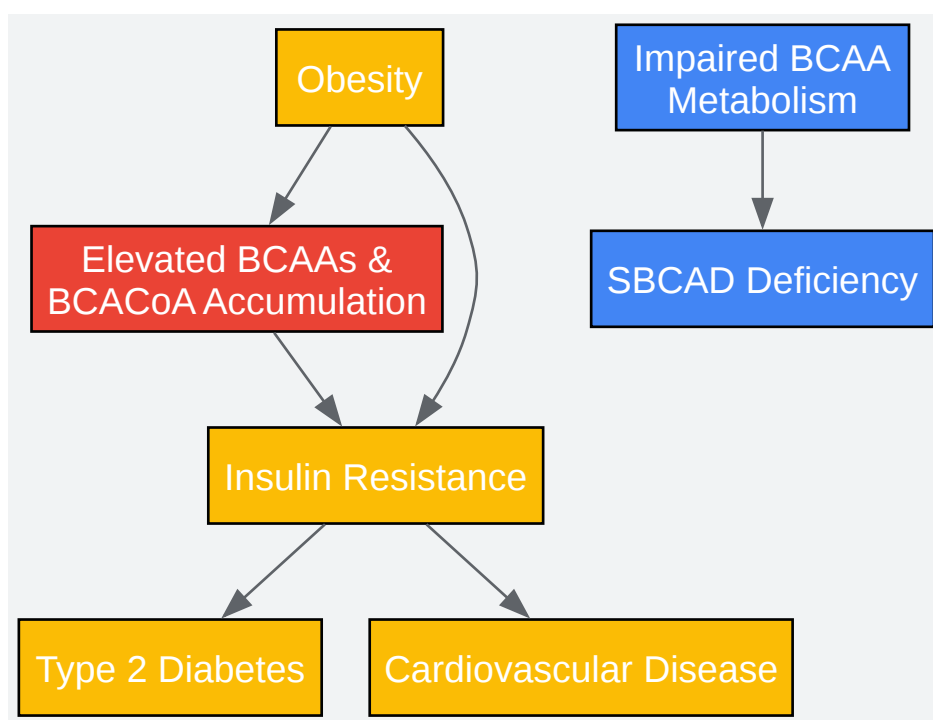 Obesity
Impaired BCAA
Metabolism
Elevated BCAAs &
BCACoA Accumulation
SBCAD Deficiency
Insulin Resistance
Type 2 Diabetes
Cardiovascular Disease